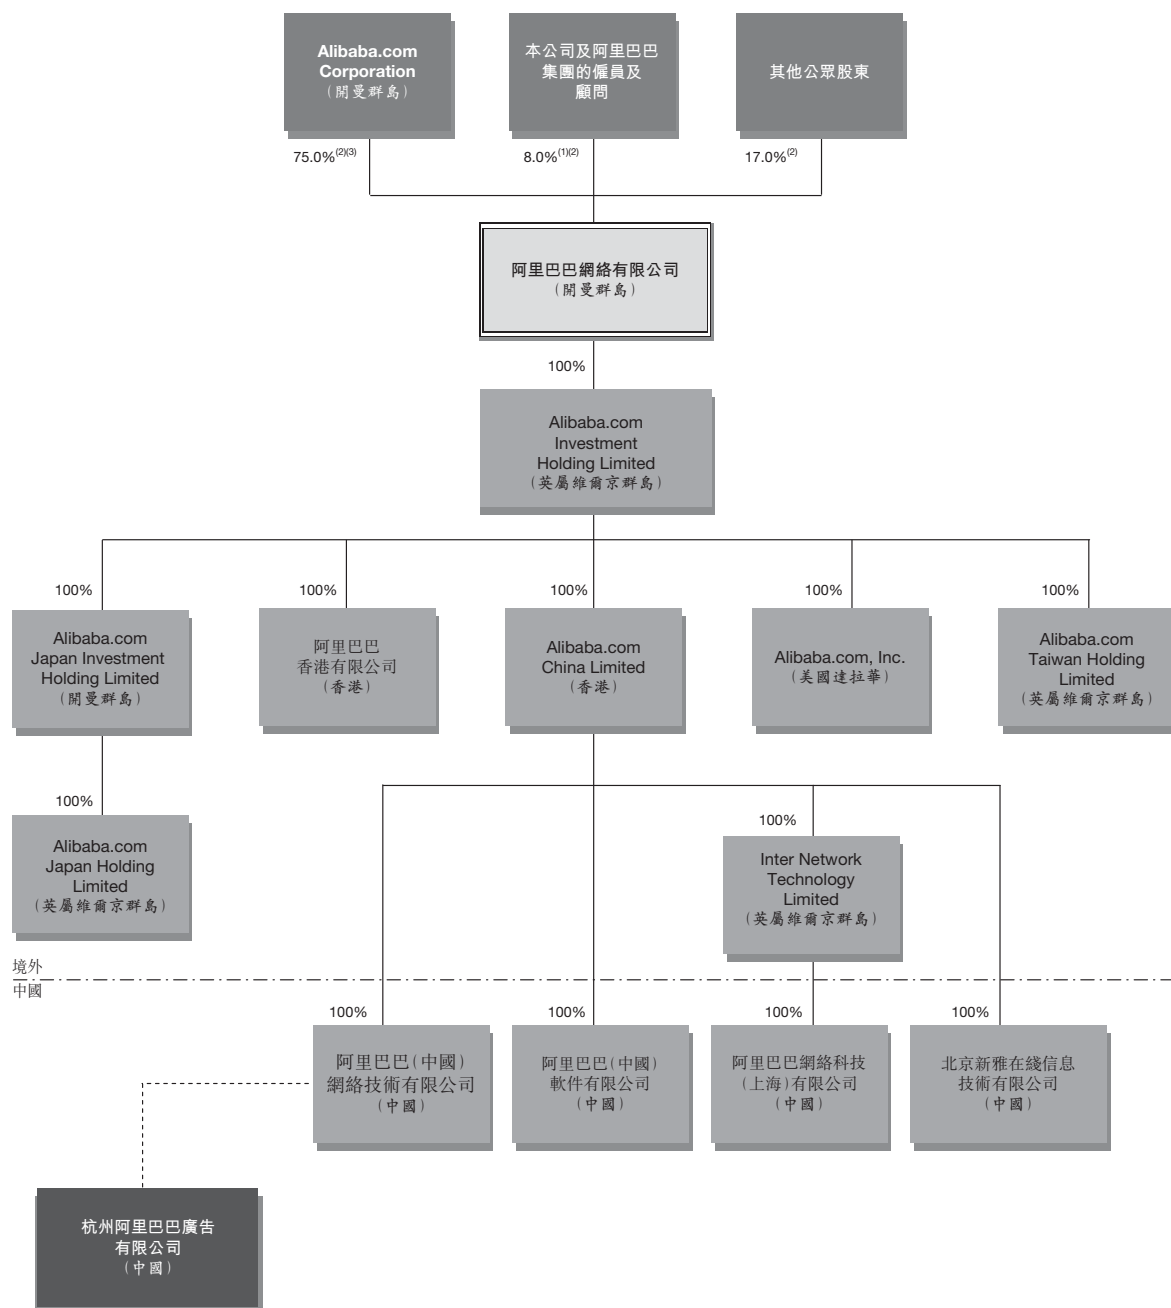 Alibaba.com
Corporation
(開曼群島)
本公司及阿里巴巴
集團的僱員及
顧問
其他公眾股東
75.0%(2)(3)
8.0%(1)(2)
17.0%(2)
阿里巴巴網絡有限公司
(開曼群島)
100%
Alibaba.com
Investment
Holding Limited
(英屬維爾京群島)
100%
100%
100%
100%
100%
Alibaba.com
Japan Investment
Holding Limited
(開曼群島)
阿里巴巴
香港有限公司
(香港)
Alibaba.com
China Limited
(香港)
Alibaba.com, Inc.
(美國達拉華)
Alibaba.com
Taiwan Holding
Limited
(英屬維爾京群島)
100%
Alibaba.com
Japan Holding
Limited
(英屬維爾京群島)
100%
Inter Network
Technology
Limited
(英屬維爾京群島)
境外
中國
100%
100%
100%
100%
阿里巴巴(中國)
網絡技術有限公司
(中國)
阿里巴巴(中國)
軟件有限公司
(中國)
阿里巴巴網絡科技
(上海)有限公司
(中國)
北京新雅在綫信息
技術有限公司
(中國)
杭州阿里巴巴廣告
有限公司
(中國)